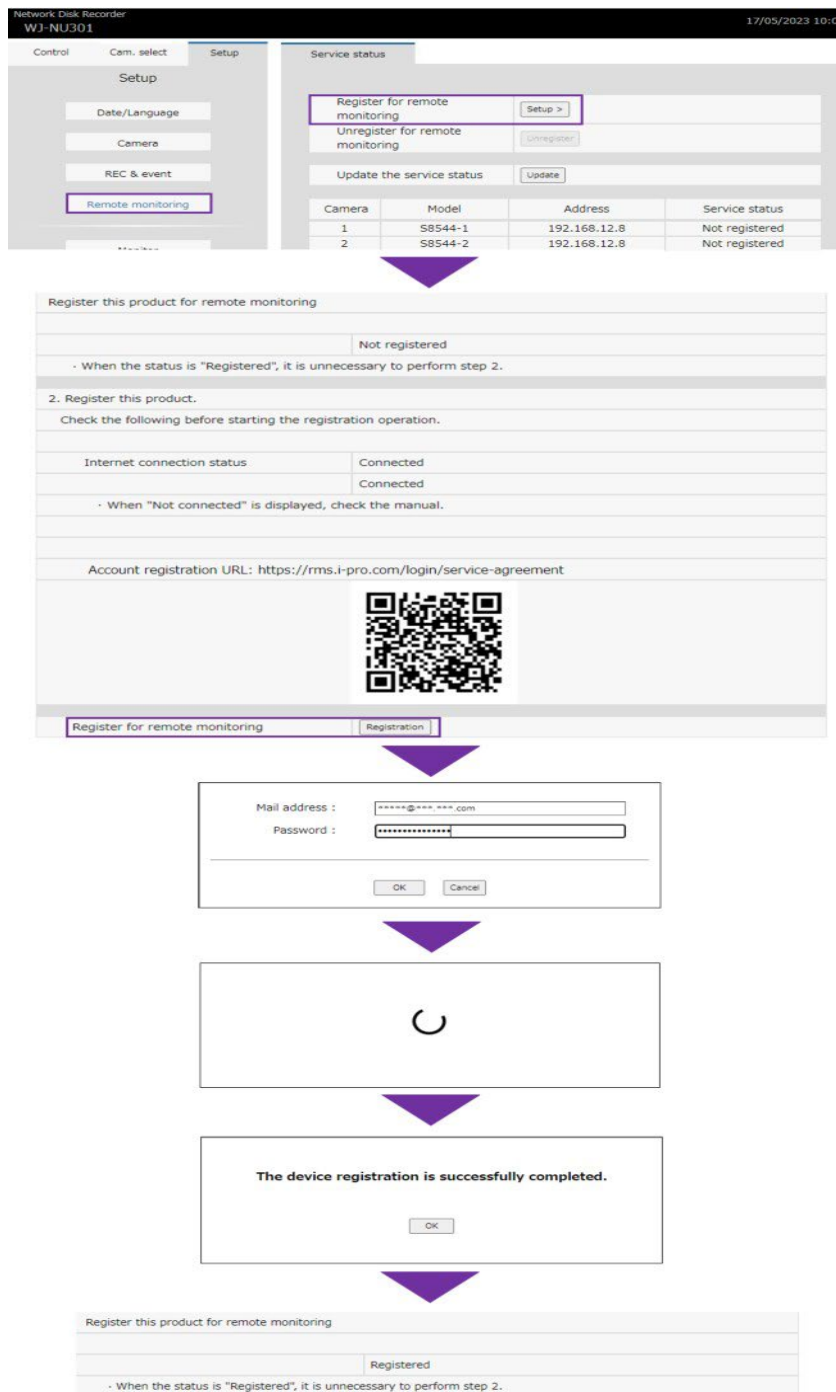 Network Disk Recorder
WJ-NU301
17/05/2023 10:0
Control Cam. select Setup
Service status
Setup
Date/Language
Camera
REC & event
Remote monitoring
Register for remote monitoring Setup >
Unregister for remote monitoring Unregister
Update the service status Update
Camera Model Address Service status
1 S8544-1 192.168.12.8 Not registered
2 S8544-2 192.168.12.8 Not registered
Register this product for remote monitoring
Not registered
· When the status is "Registered", it is unnecessary to perform step 2.
2. Register this product.
Check the following before starting the registration operation.
Internet connection status Connected
Connected
· When "Not connected" is displayed, check the manual.
Account registration URL: https://rms.i-pro.com/login/service-agreement
Register for remote monitoring Registration
Mail address : *****@***.***.com
Password : •••••••••••••••
OK Cancel
The device registration is successfully completed.
OK
Register this product for remote monitoring
Registered
· When the status is "Registered", it is unnecessary to perform step 2.